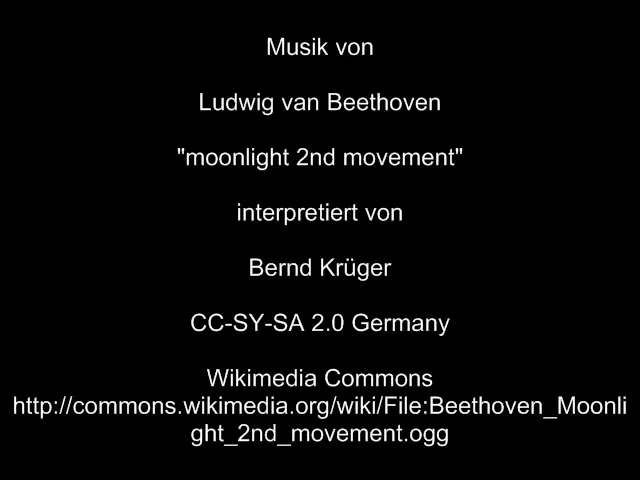 Musik von
Ludwig van Beethoven
"moonlight 2nd movement"
interpretiert von
Bernd Krüger
CC-SY-SA 2.0 Germany
Wikimedia Commons
http://commons.wikimedia.org/wiki/File:Beethoven_Moonli
ght_2nd_movement.ogg